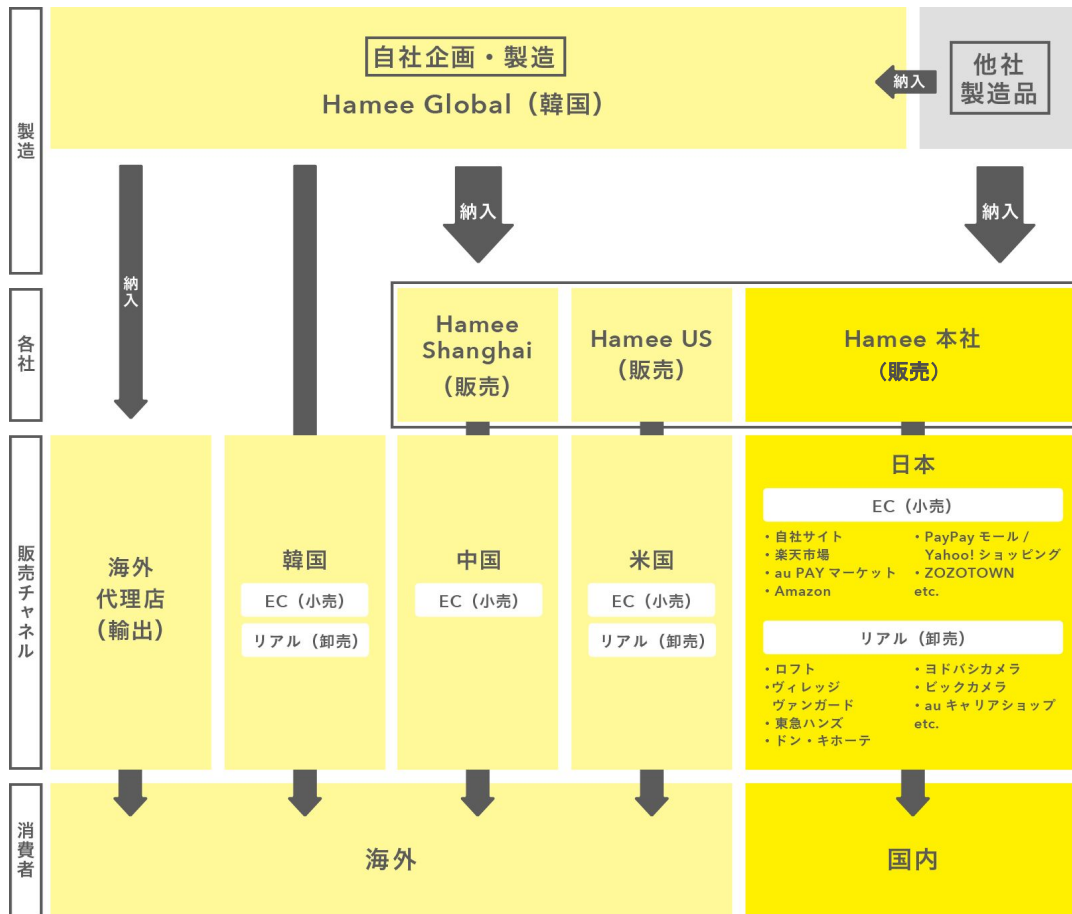 製造
自社企画・製造
Hamee Global（韓国）
納入
他社
製造品
納入
納入
納入
各社
Hamee
Shanghai
（販売）
Hamee US
（販売）
Hamee 本社
（販売）
販売チャネル
海外
代理店
（輸出）
韓国
EC（小売）
リアル（卸売）
中国
EC（小売）
米国
EC（小売）
リアル（卸売）
日本
EC（小売）
・自社サイト
・楽天市場
・au PAY マーケット
・Amazon
・PayPay モール /
Yahoo! ショッピング
・ZOZOTOWN
etc.
リアル（卸売）
・ロフト
・ヴィレッジ
ヴァンガード
・東急ハンズ
・ドン・キホーテ
・ヨドバシカメラ
・ビックカメラ
・au キャリアショップ
etc.
消費者
海外
国内